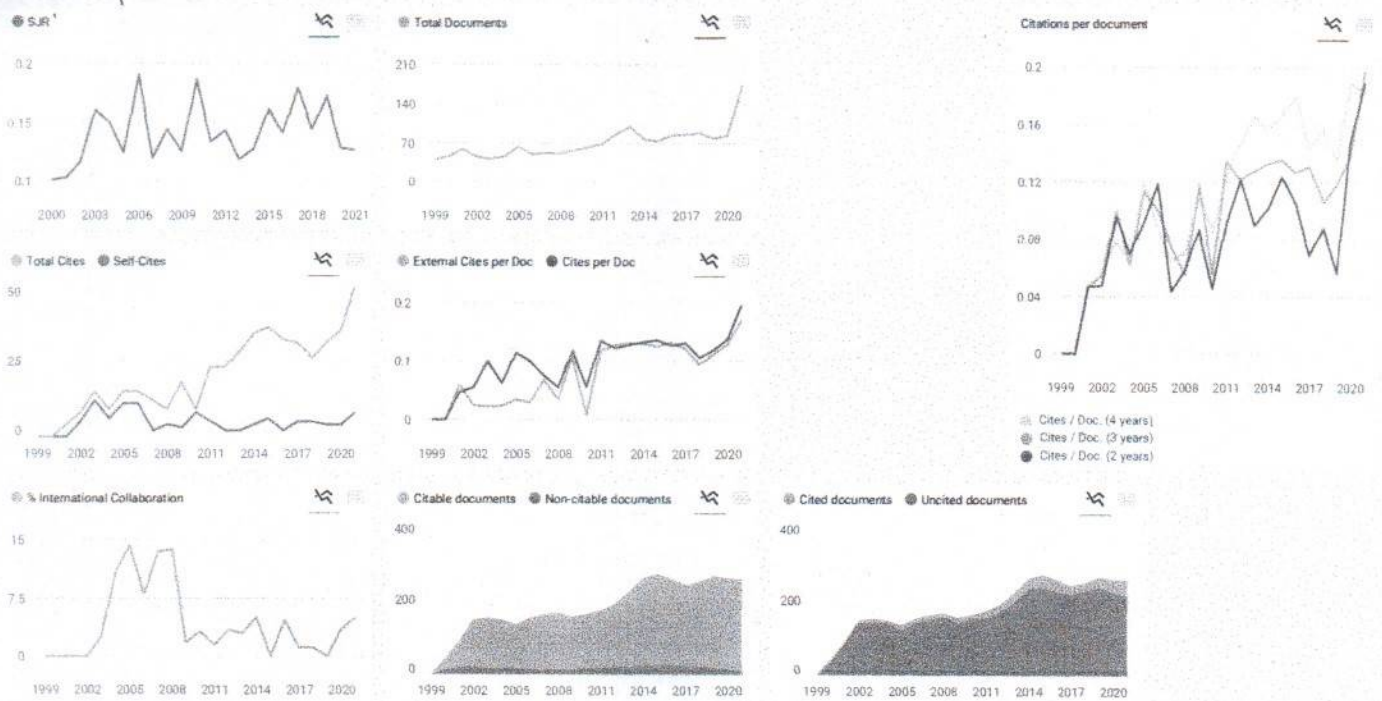 SJR¹
0.2
0.15
0.1
2000 2003 2006 2009 2012 2015 2018 2021
Total Documents
210
140
70
0
1999 2002 2005 2008 2011 2014 2017 2020
Citations per document
0.2
0.16
0.12
0.08
0.04
0
1999 2002 2005 2008 2011 2014 2017 2020
Cites / Doc. (4 years)
Cites / Doc. (3 years)
Cites / Doc. (2 years)
Total Cites Self-Cites
50
25
0
1999 2002 2005 2008 2011 2014 2017 2020
External Cites per Doc Cites per Doc
0.2
0.1
0
1999 2002 2005 2008 2011 2014 2017 2020
% International Collaboration
15
7.5
0
1999 2002 2005 2008 2011 2014 2017 2020
Citable documents Non-citable documents
400
200
0
1999 2002 2005 2008 2011 2014 2017 2020
Cited documents Uncited documents
400
200
0
1999 2002 2005 2008 2011 2014 2017 2020